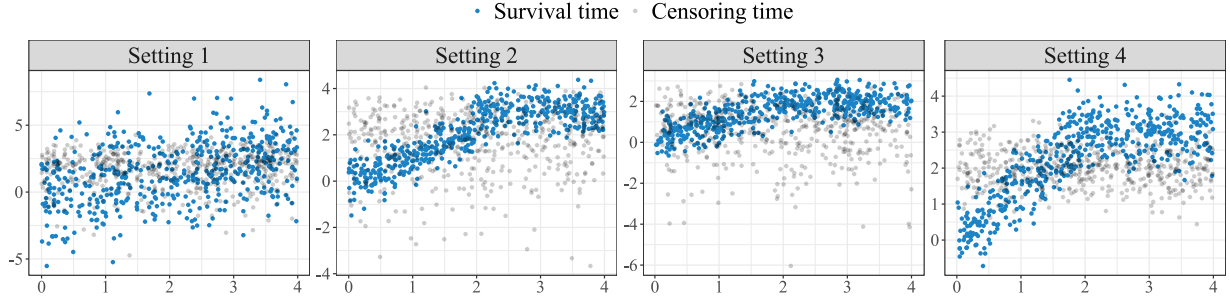 Survival time Censoring time
Setting 1 Setting 2 Setting 3 Setting 4
5 4 2 4
0 2 0 3
-5 0 -2 2
-2 -4 1
-4 -6 0
0 1 2 3 4 0 1 2 3 4 0 1 2 3 4 0 1 2 3 4